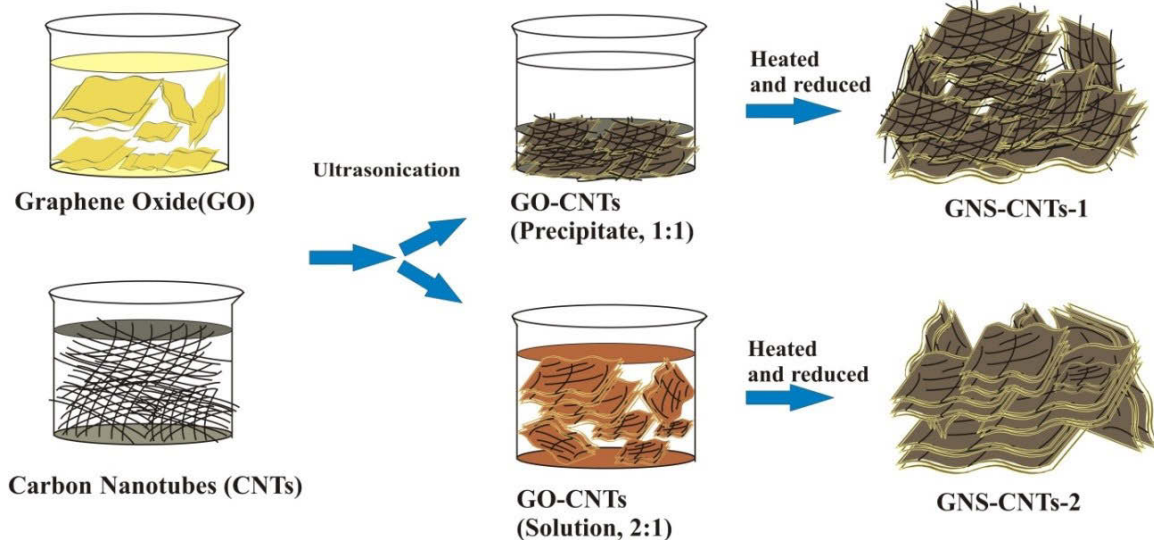 Graphene Oxide(GO)
Carbon Nanotubes (CNTs)
Ultrasonication
GO-CNTs
(Precipitate, 1:1)
Heated
and reduced
GNS-CNTs-1
GO-CNTs
(Solution, 2:1)
Heated
and reduced
GNS-CNTs-2